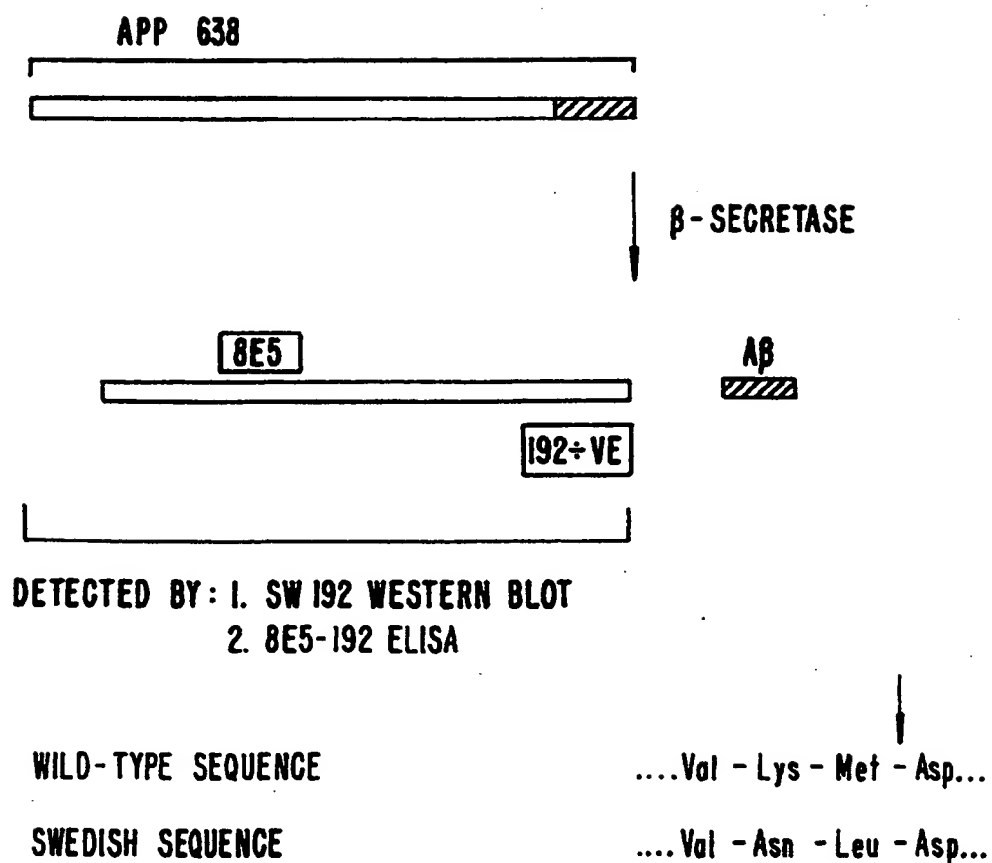 APP 638
β-SECRETASE
8E5
Aβ
192÷VE
DETECTED BY: 1. SW 192 WESTERN BLOT
2. 8E5-192 ELISA
WILD-TYPE SEQUENCE ....Val - Lys - Met - Asp...
SWEDISH SEQUENCE ....Val - Asn - Leu - Asp...